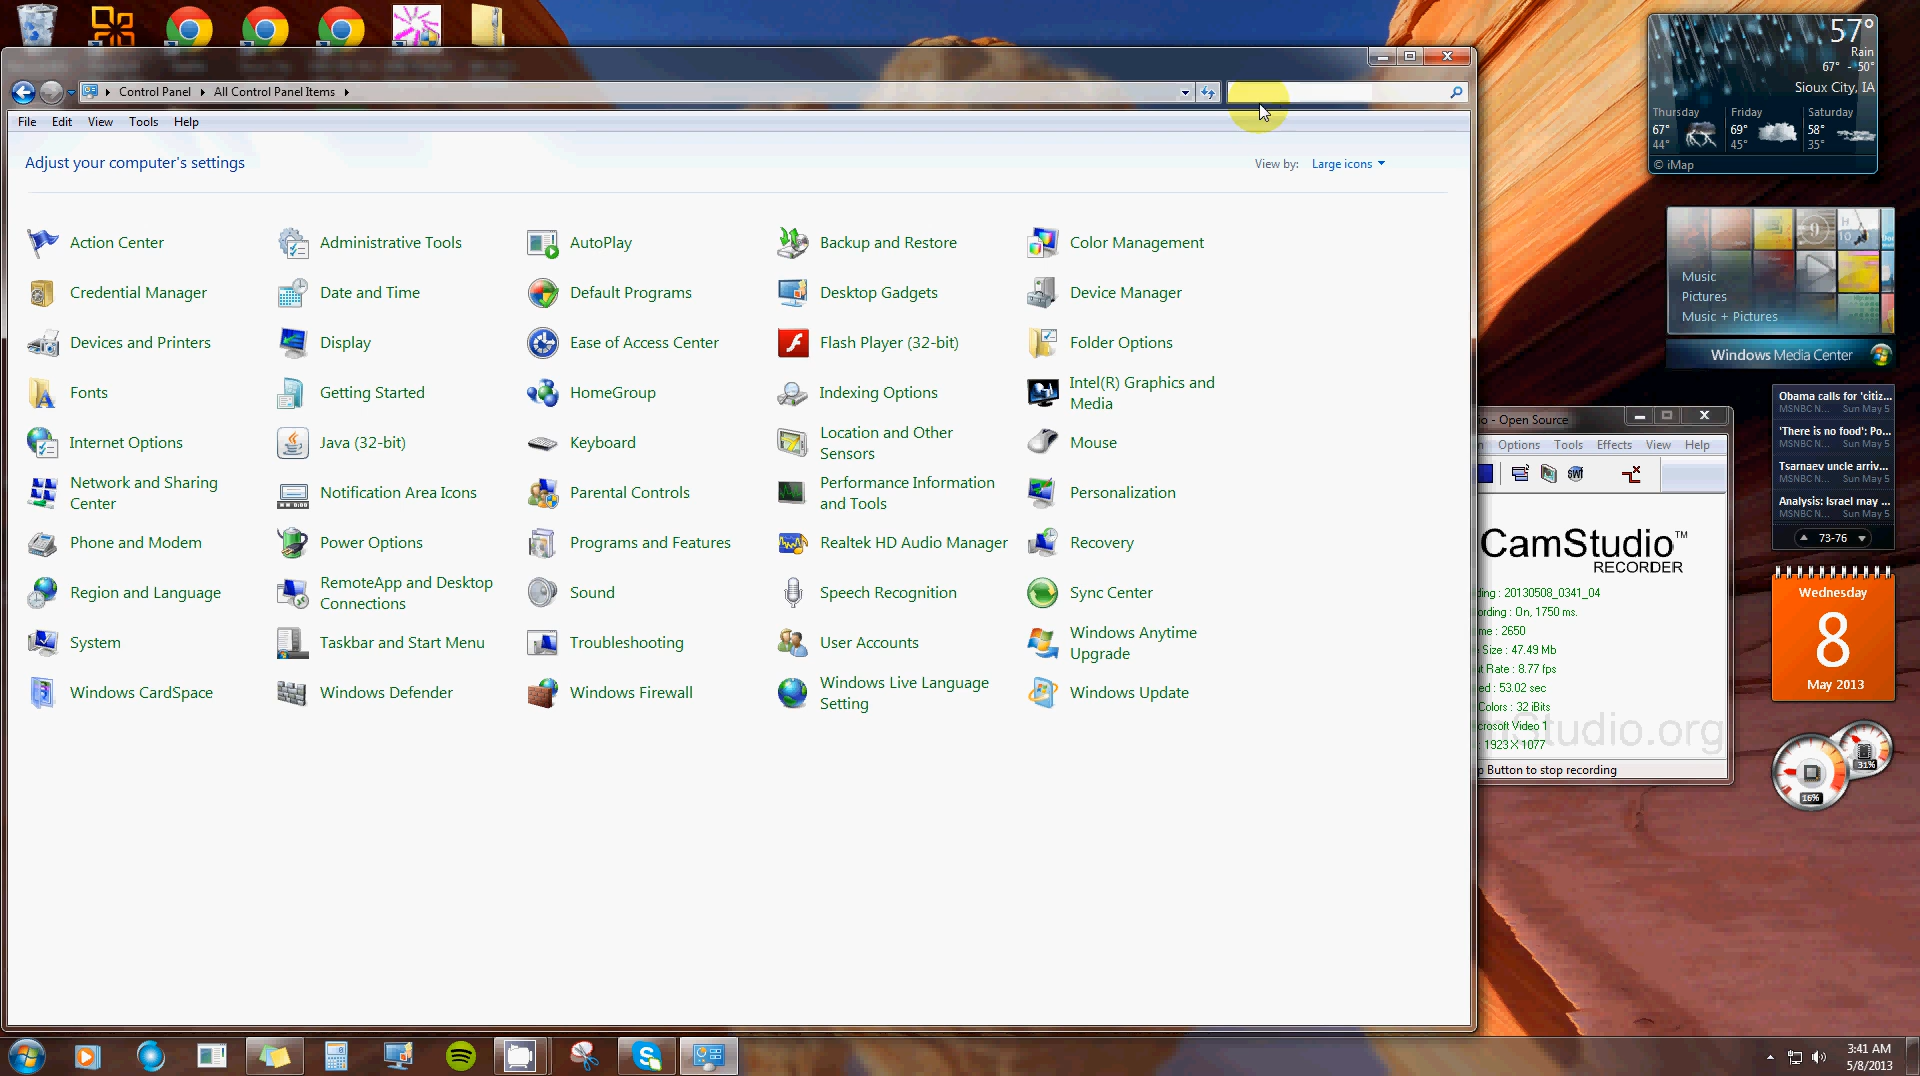 Control Panel
All Control Panel Items
File
Edit
View
Tools
Help
Adjust your computer's settings
View by:
Large icons
Action Center
Administrative Tools
AutoPlay
Backup and Restore
Color Management
Credential Manager
Date and Time
Default Programs
Desktop Gadgets
Device Manager
Devices and Printers
Display
Ease of Access Center
Flash Player (32-bit)
Folder Options
Fonts
Getting Started
HomeGroup
Indexing Options
Intel(R) Graphics and
Media
Internet Options
Java (32-bit)
Keyboard
Location and Other
Sensors
Mouse
Network and Sharing
Center
Notification Area Icons
Parental Controls
Performance Information
and Tools
Personalization
Phone and Modem
Power Options
Programs and Features
Realtek HD Audio Manager
Recovery
Region and Language
RemoteApp and Desktop
Connections
Sound
Speech Recognition
Sync Center
System
Taskbar and Start Menu
Troubleshooting
User Accounts
Windows Anytime
Upgrade
Windows CardSpace
Windows Defender
Windows Firewall
Windows Live Language
Setting
Windows Update
57°
Rain
67° - 50°
Sioux City, IA
Thursday
67°
44°
Friday
69°
45°
Saturday
58°
35°
© iMap
Music
Pictures
Music + Pictures
Windows Media Center
Obama calls for 'citiz...
MSNBC N... Sun May 5
'There is no food': Po...
MSNBC N... Sun May 5
Tsarnaev uncle arriv...
MSNBC N... Sun May 5
Analysis: Israel may ...
MSNBC N... Sun May 5
73-76
io - Open Source
n Options Tools Effects View Help
CamStudio™
RECORDER
ding : 20130508_0341_04
ording : On, 1750 ms.
me : 2650
Size : 47.49 Mb
ut Rate : 8.77 fps
ed : 53.02 sec
Colors : 32 iBits
crosoft Video 1
: 1923 X 1077
Studio.org
p Button to stop recording
Wednesday
8
May 2013
31%
16%
3:41 AM
5/8/2013